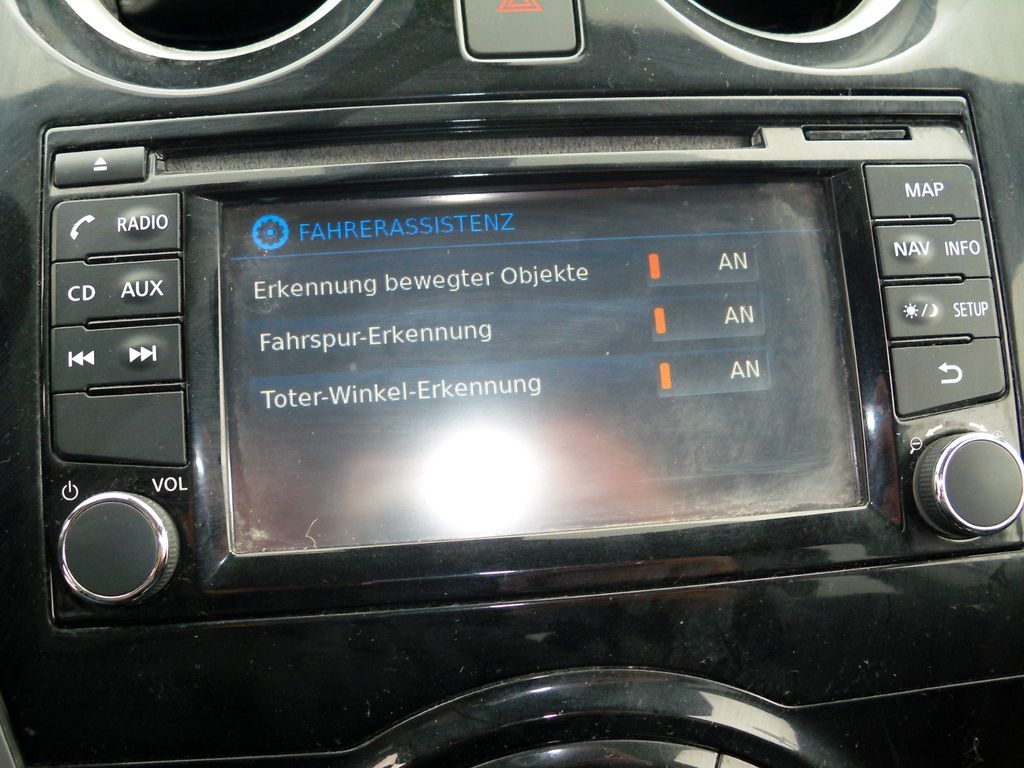 RADIO
CD AUX
VOL
FAHRERASSISTENZ
Erkennung bewegter Objekte AN
Fahrspur-Erkennung AN
Toter-Winkel-Erkennung AN
MAP
NAV INFO
SETUP